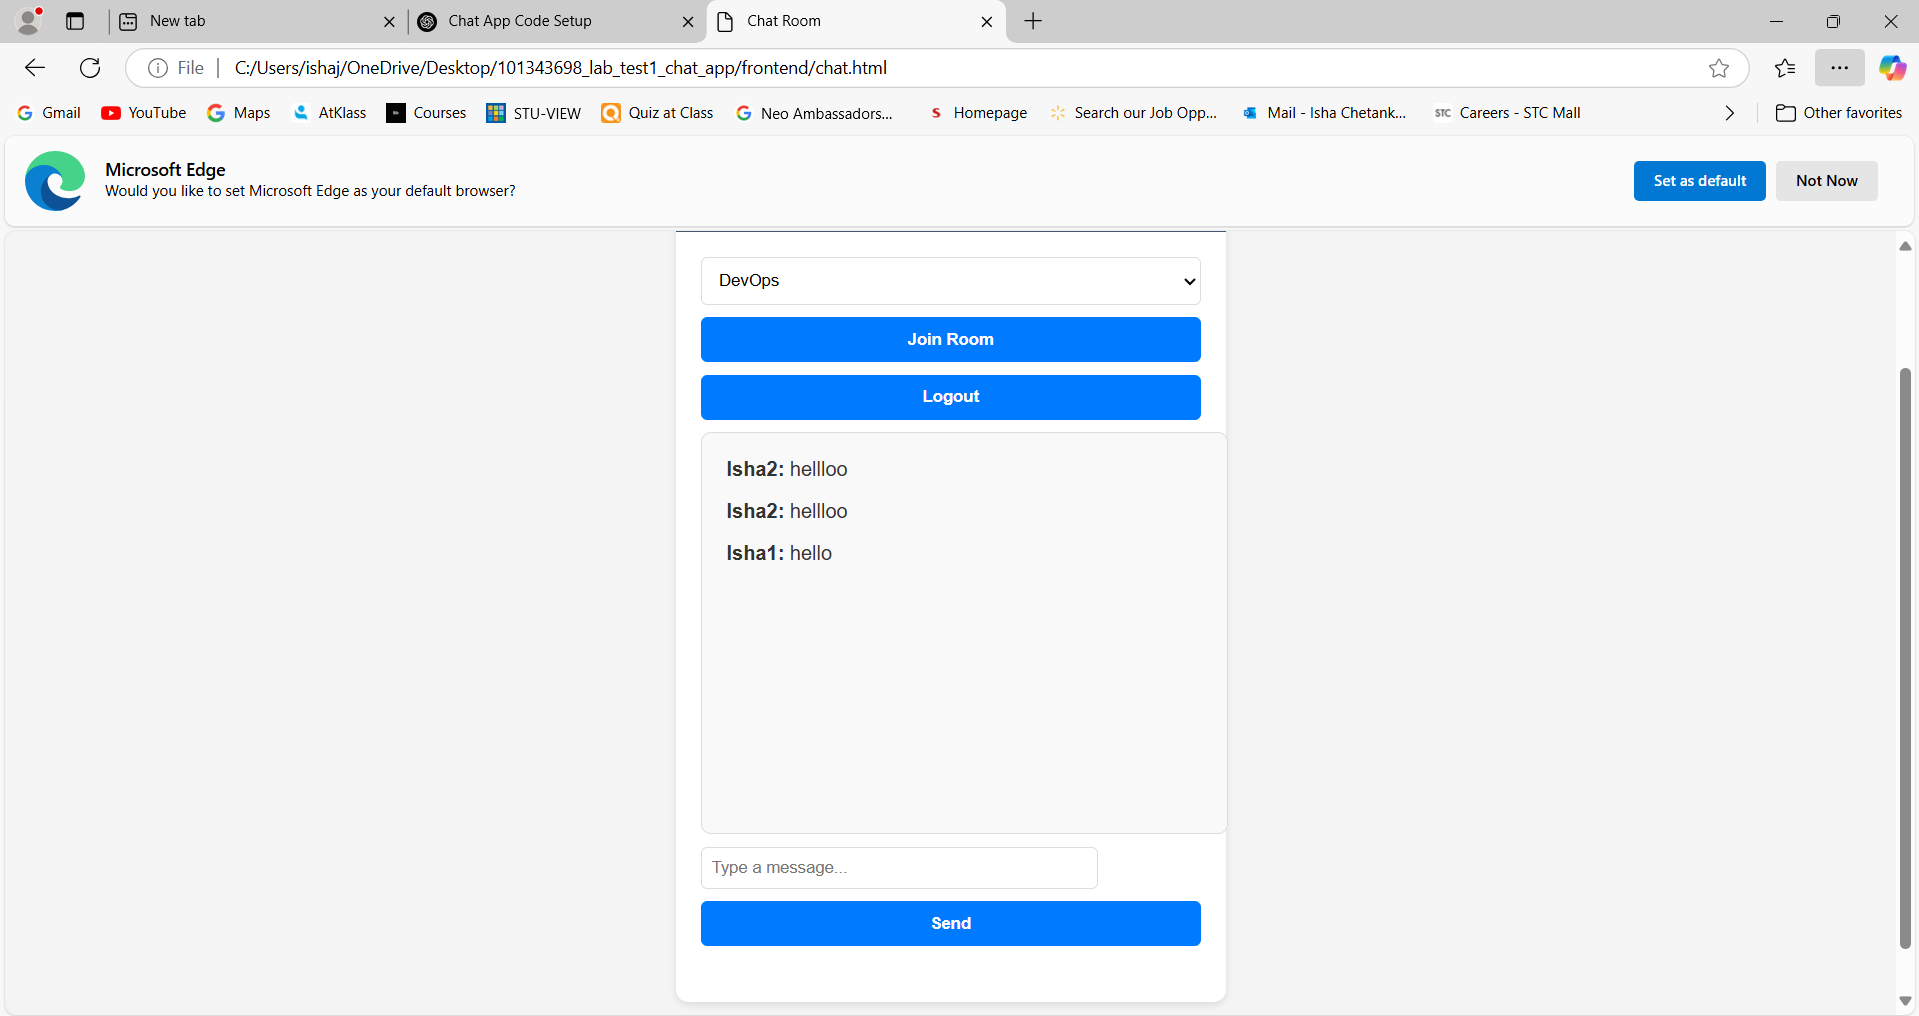 New tab
Chat App Code Setup
Chat Room
File
C:/Users/ishaj/OneDrive/Desktop/101343698_lab_test1_chat_app/frontend/chat.html
Gmail
YouTube
Maps
AtKlass
Courses
STU-VIEW
Quiz at Class
Neo Ambassadors...
S Homepage
Search our Job Opp...
Mail - Isha Chetank...
STC Careers - STC Mall
Other favorites
Microsoft Edge
Would you like to set Microsoft Edge as your default browser?
Set as default
Not Now
DevOps
Join Room
Logout
Isha2: hellloo
Isha2: hellloo
Isha1: hello
Type a message...
Send